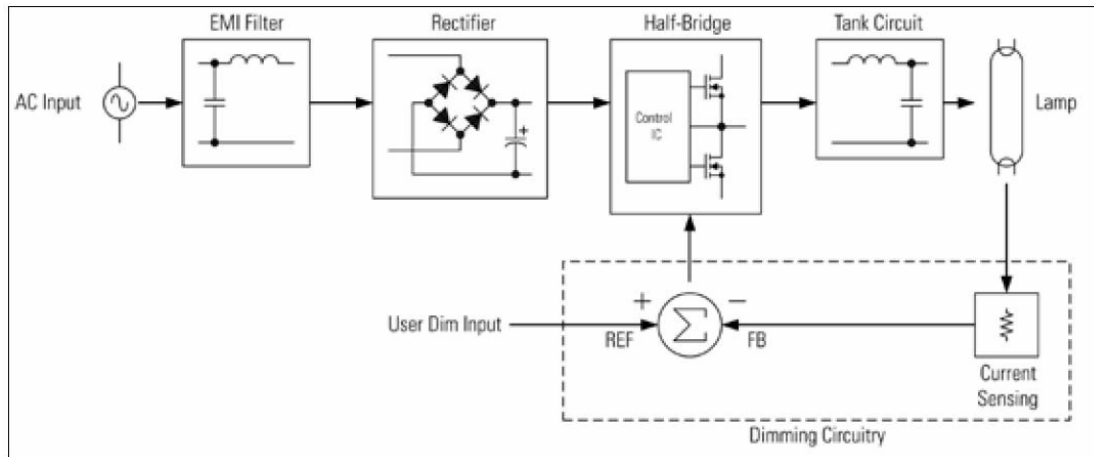 EMI Filter
Rectifier
Half-Bridge
Tank Circuit
AC Input
Control
IC
Lamp
+
+
−
User Dim Input
REF
FB
Σ
Current
Sensing
Dimming Circuitry